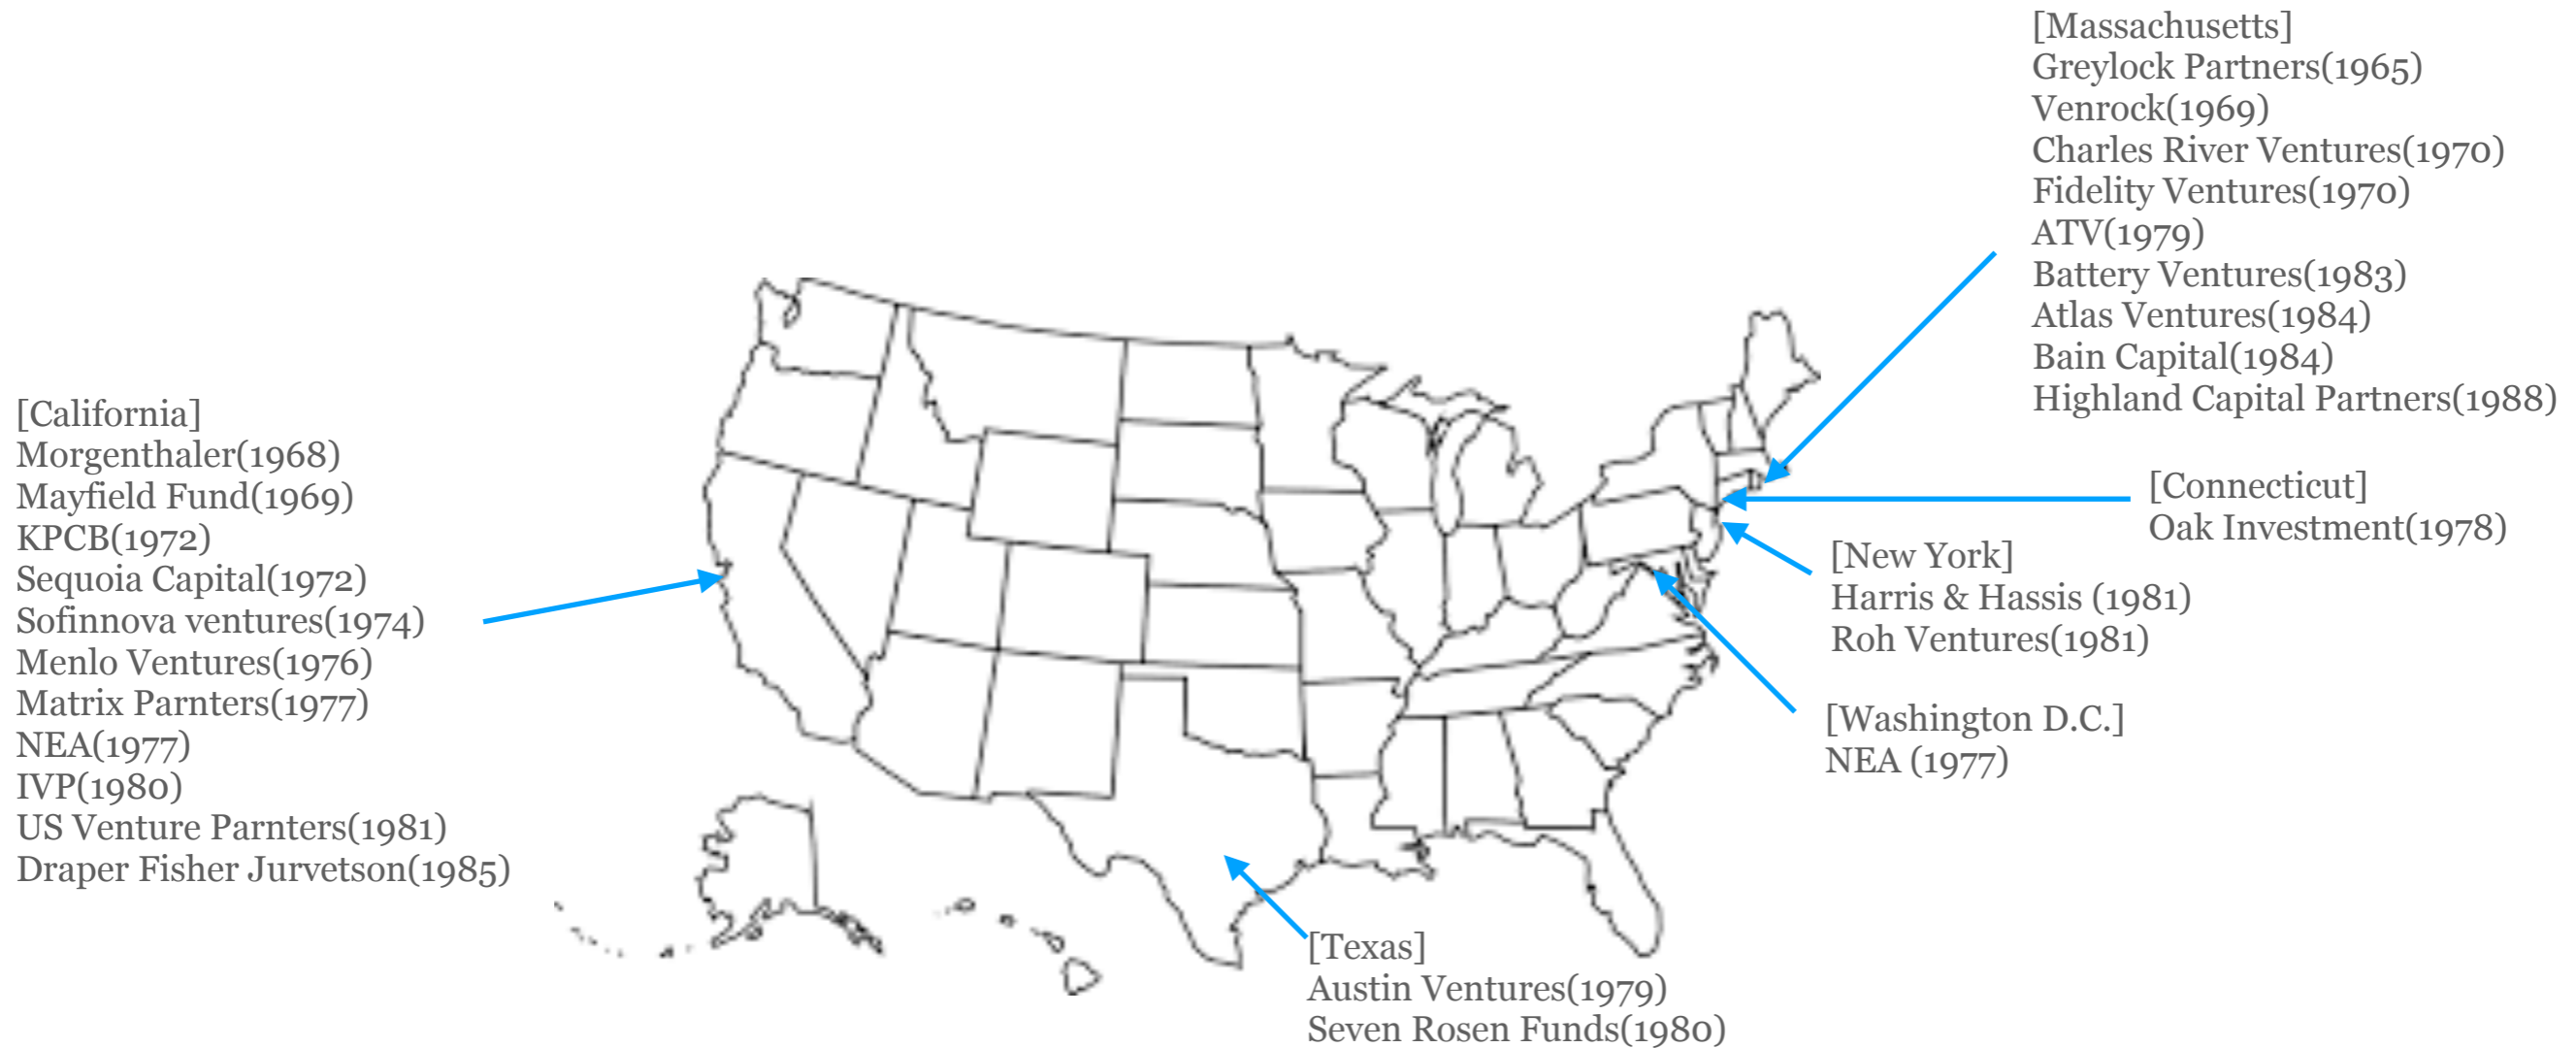 [Massachusetts]
Greylock Partners(1965)
Venrock(1969)
Charles River Ventures(1970)
Fidelity Ventures(1970)
ATV(1979)
Battery Ventures(1983)
Atlas Ventures(1984)
Bain Capital(1984)
Highland Capital Partners(1988)
[California]
Morgenthaler(1968)
Mayfield Fund(1969)
KPCB(1972)
Sequoia Capital(1972)
Sofinnova ventures(1974)
Menlo Ventures(1976)
Matrix Parnters(1977)
NEA(1977)
IVP(1980)
US Venture Parnters(1981)
Draper Fisher Jurvetson(1985)
[Connecticut]
Oak Investment(1978)
[New York]
Harris & Hassis (1981)
Roh Ventures(1981)
[Washington D.C.]
NEA (1977)
[Texas]
Austin Ventures(1979)
Seven Rosen Funds(1980)